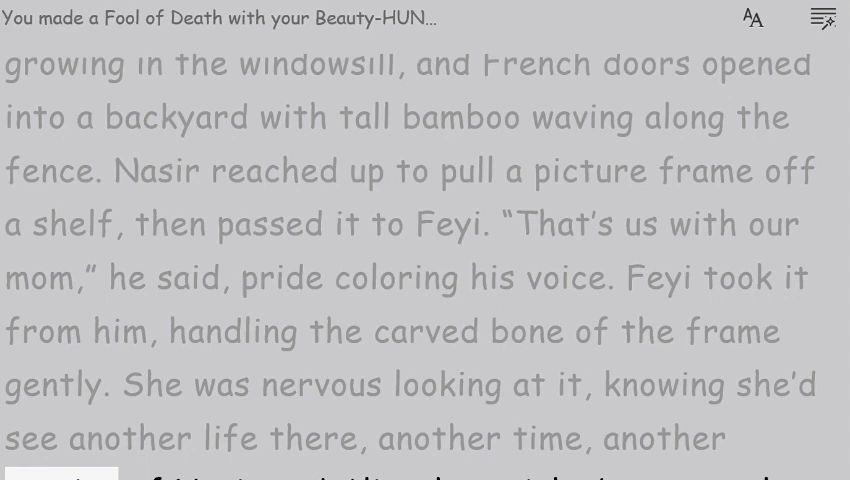 You made a Fool of Death with your Beauty-HUN...
growing in the windowsill, and French doors opened
into a backyard with tall bamboo waving along the
fence. Nasir reached up to pull a picture frame off
a shelf, then passed it to Feyi. “That’s us with our
mom,” he said, pride coloring his voice. Feyi took it
from him, handling the carved bone of the frame
gently. She was nervous looking at it, knowing she’d
see another life there, another time, another